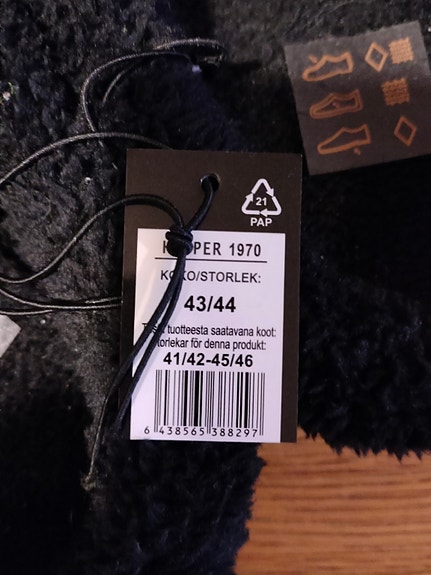 21
PAP
1970
KOKO/STORLEK:
43/44
tuotteesta saatavana koot:
storlekar för denna produkt:
41/42-45/46
6 438565 388297